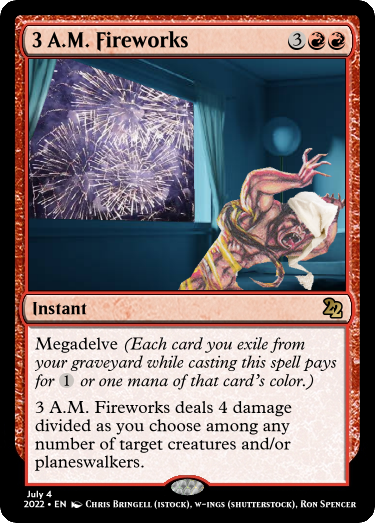 3 A.M. Fireworks 3
Instant 22
Megadelve (Each card you exile from
your graveyard while casting this spell pays
for 1 or one mana of that card's color.)
3 A.M. Fireworks deals 4 damage
divided as you choose among any
number of target creatures and/or
planeswalkers.
July 4
2022 • EN Chris Bringell (istock), w-ings (shutterstock), Ron Spencer